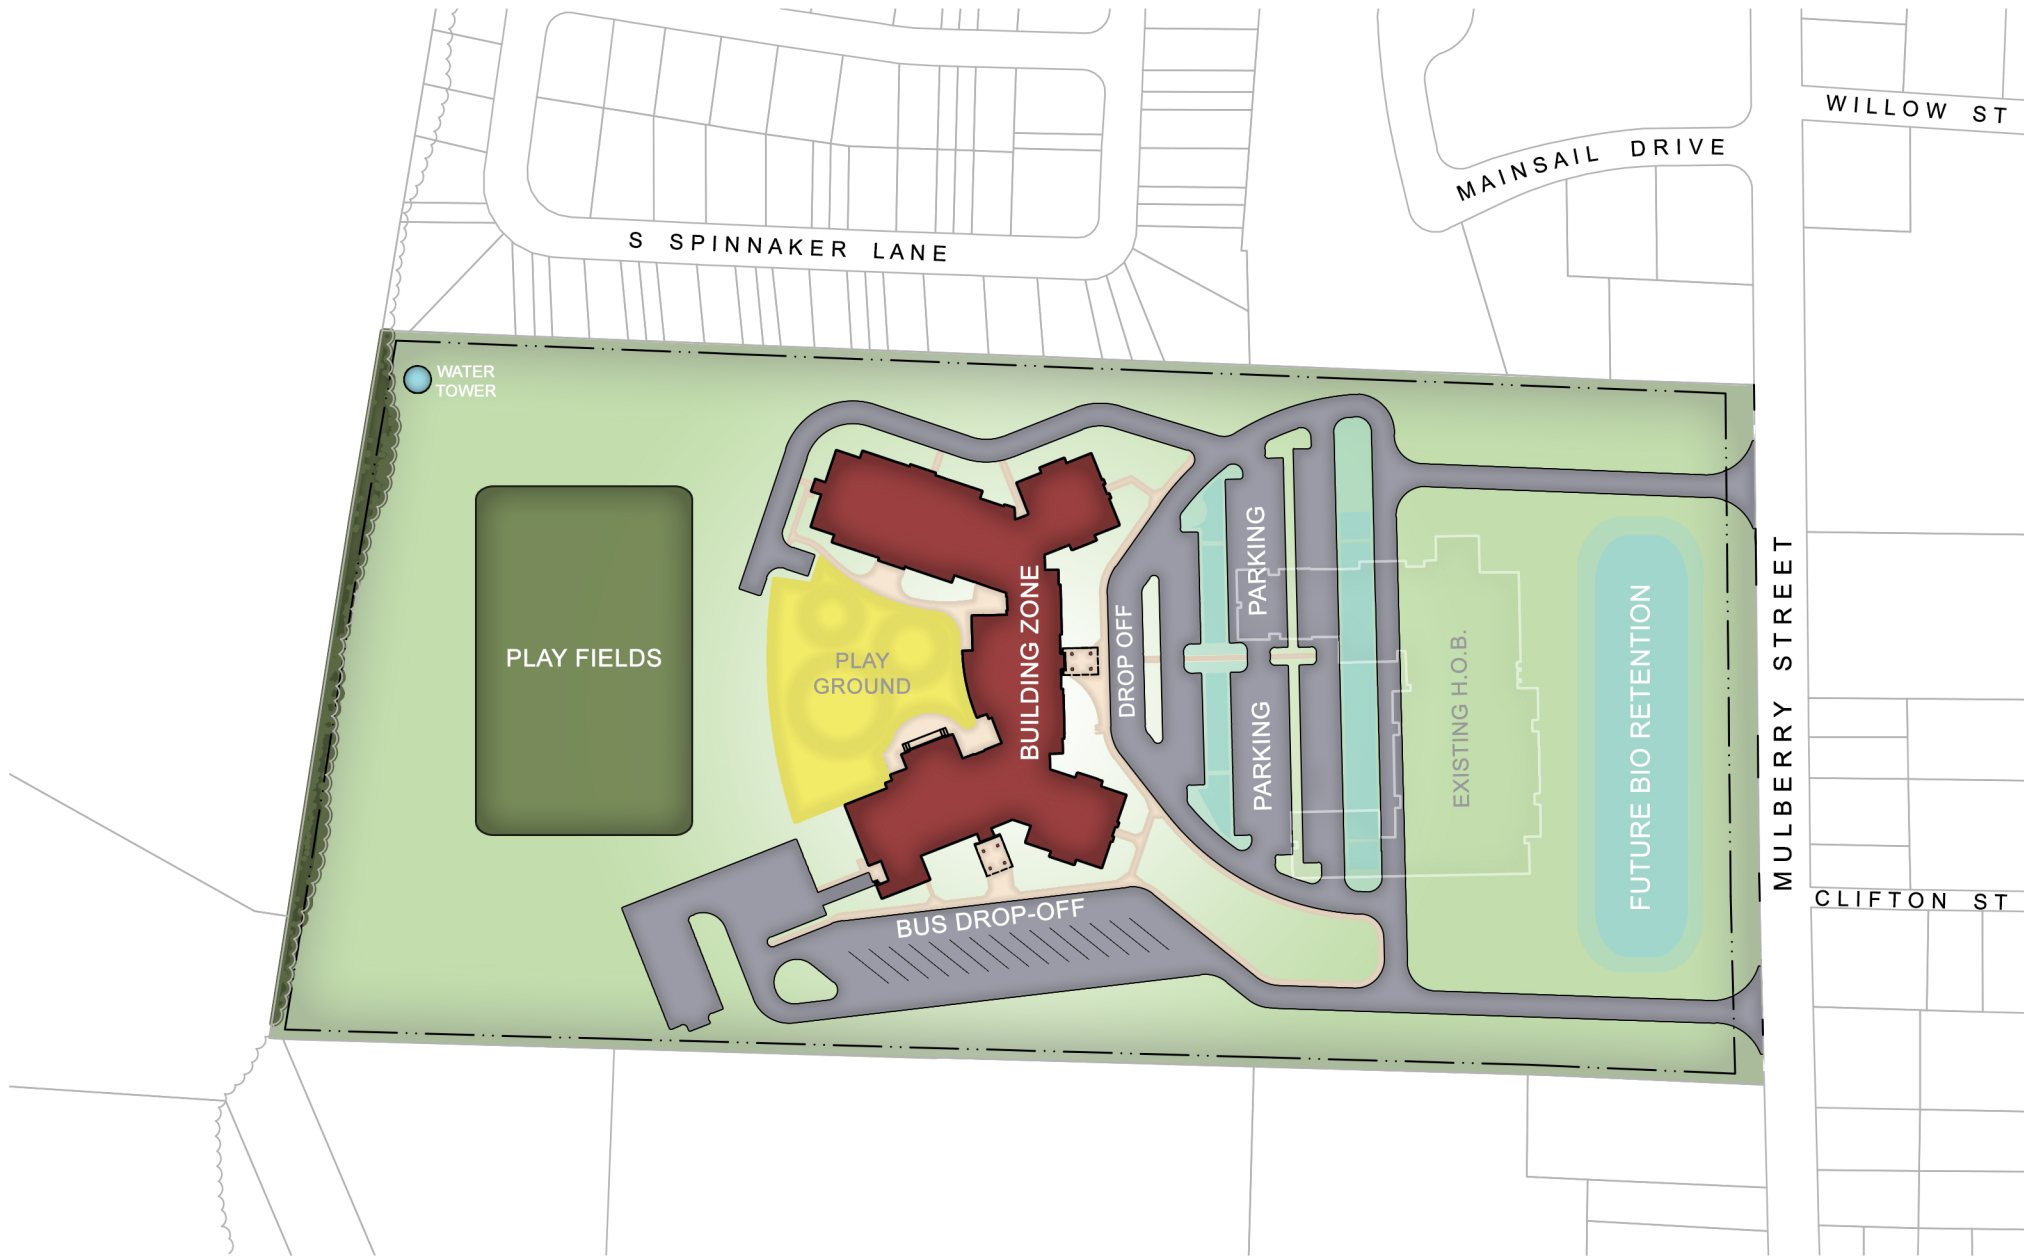 WILLOW ST
MAINSAIL DRIVE
S SPINNAKER LANE
WATER
TOWER
PLAY FIELDS
PLAY
GROUND
BUILDING ZONE
DROP OFF
PARKING
PARKING
EXISTING H.O.B.
FUTURE BIO RETENTION
MULBERRY STREET
CLIFTON ST
BUS DROP-OFF